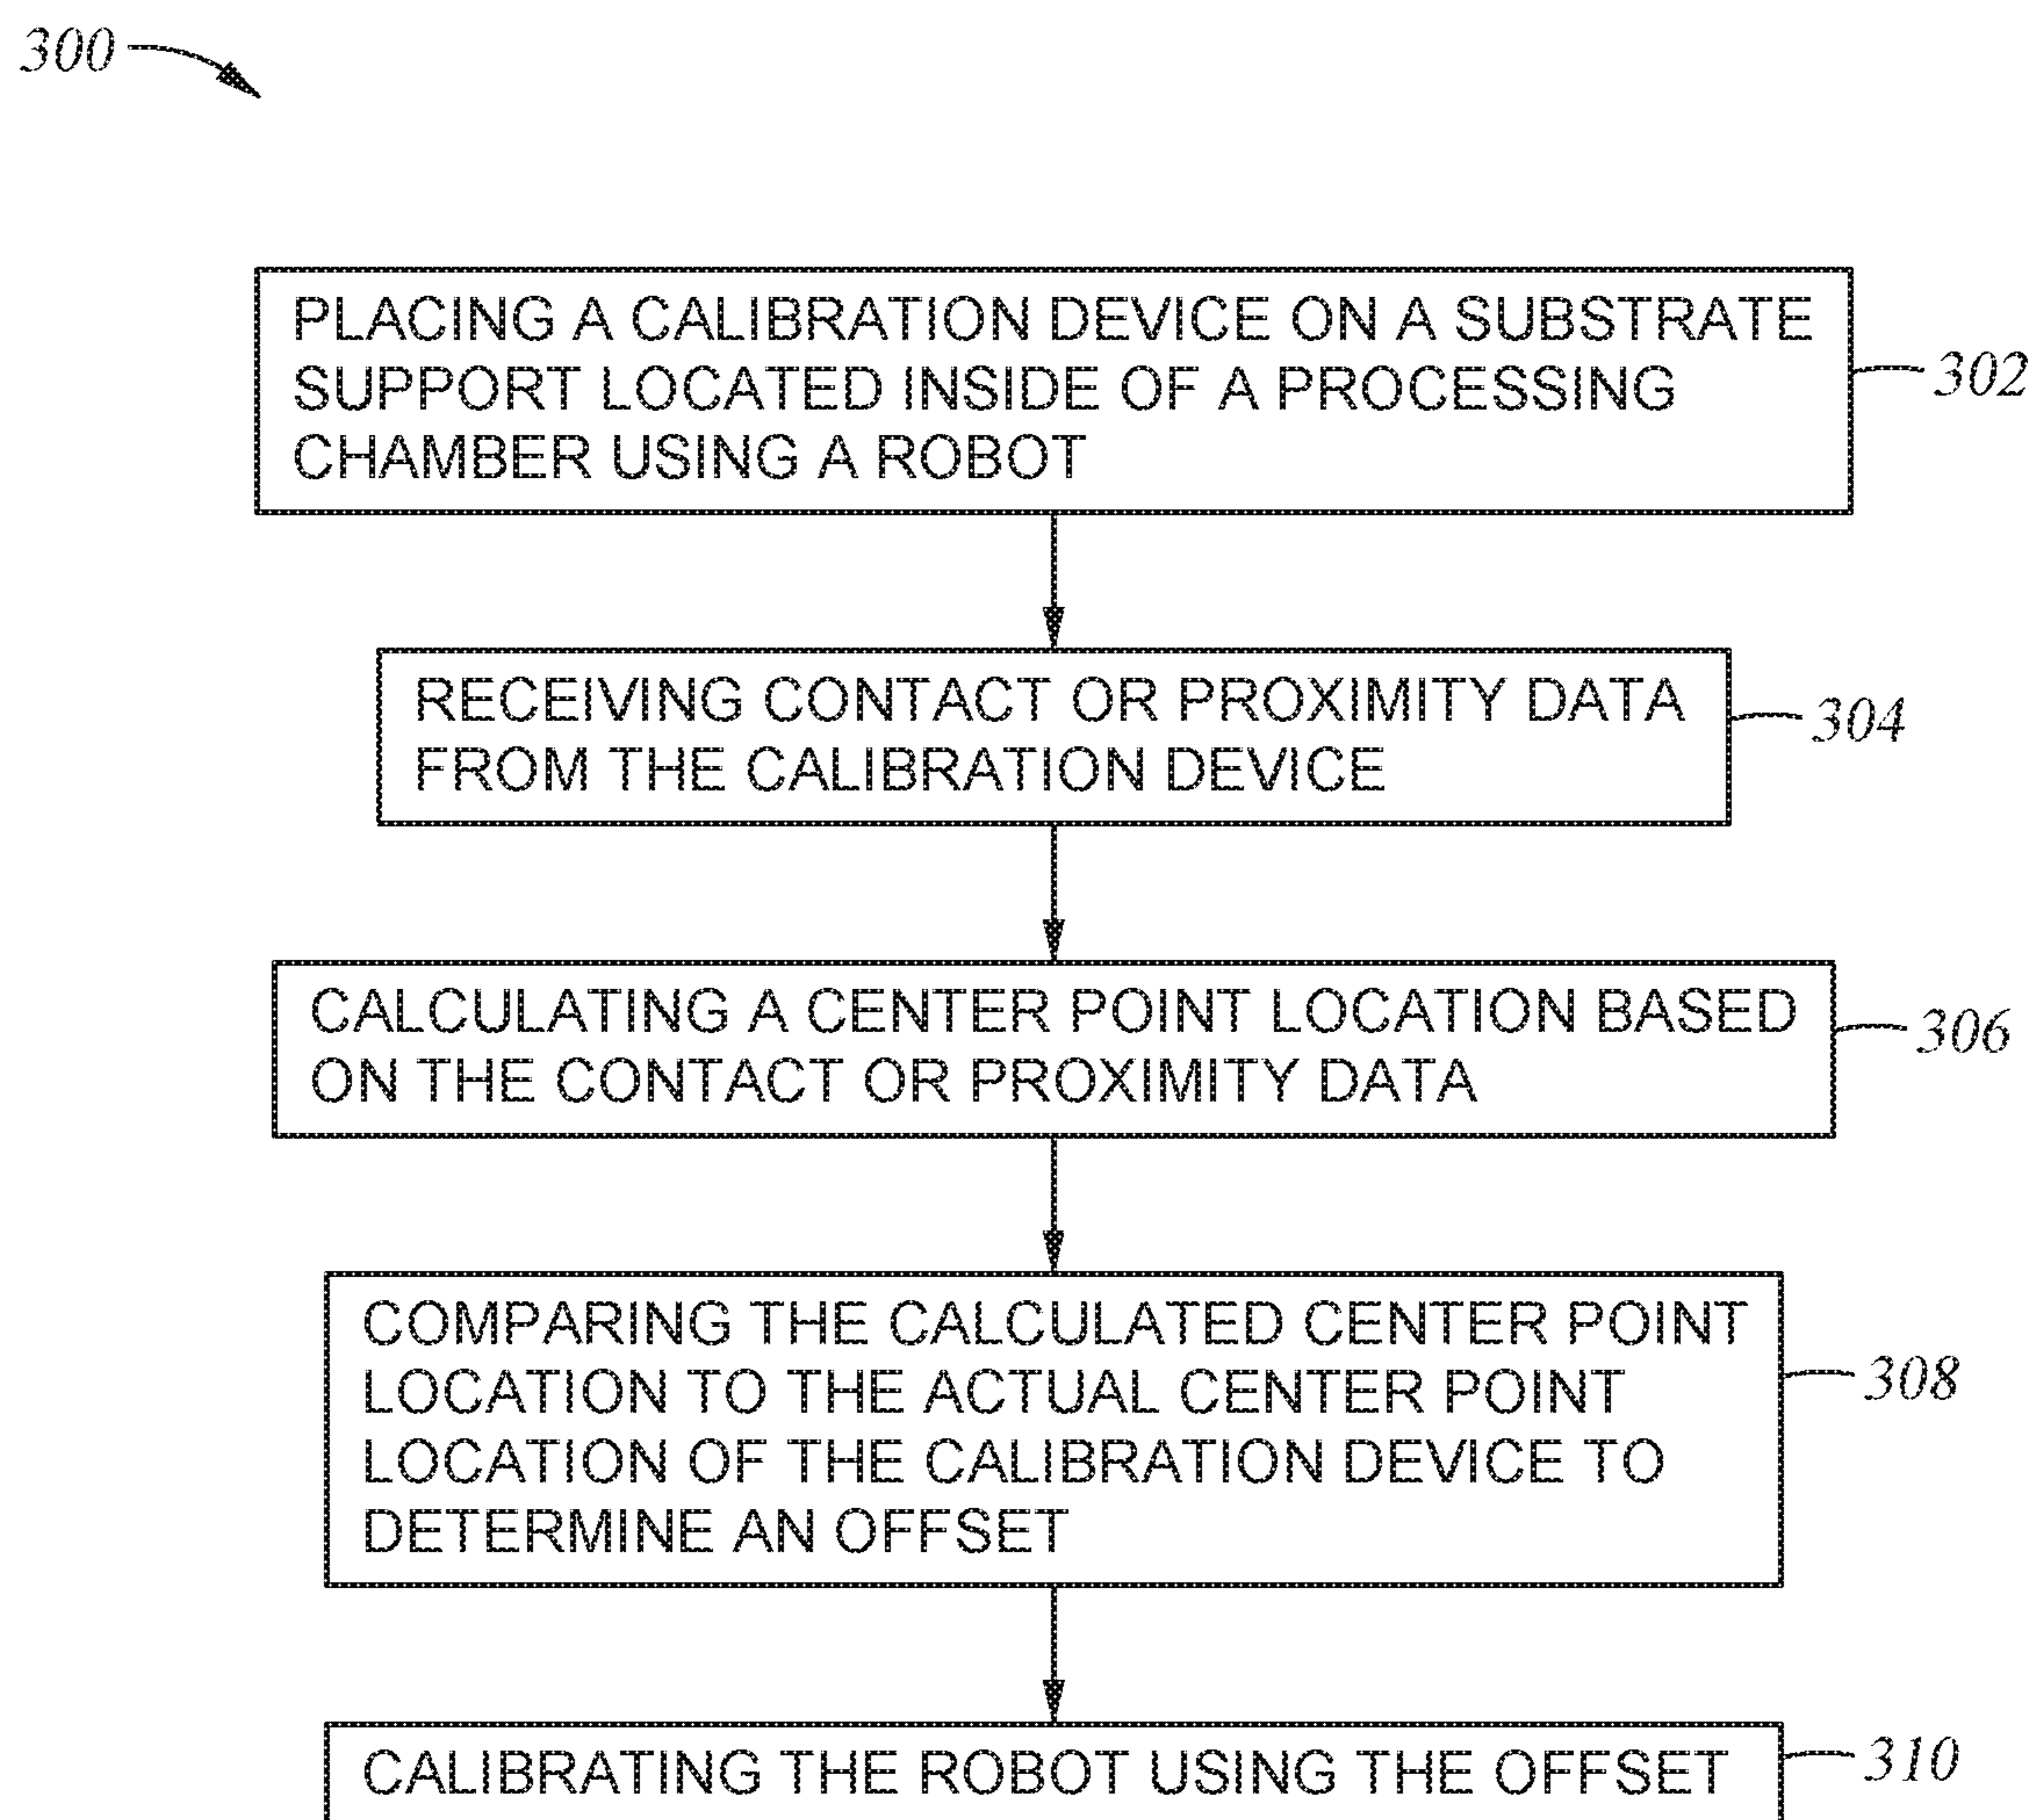 300
PLACING A CALIBRATION DEVICE ON A SUBSTRATE
SUPPORT LOCATED INSIDE OF A PROCESSING
CHAMBER USING A ROBOT
302
RECEIVING CONTACT OR PROXIMITY DATA
FROM THE CALIBRATION DEVICE
304
CALCULATING A CENTER POINT LOCATION BASED
ON THE CONTACT OR PROXIMITY DATA
306
COMPARING THE CALCULATED CENTER POINT
LOCATION TO THE ACTUAL CENTER POINT
LOCATION OF THE CALIBRATION DEVICE TO
DETERMINE AN OFFSET
308
CALIBRATING THE ROBOT USING THE OFFSET
310